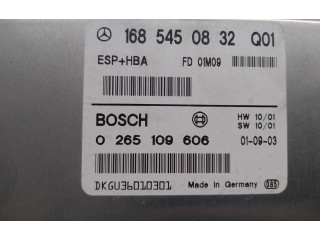 168 545 08 32 Q01
ESP+HBA FD 01M09
BOSCH HW 10/01
SW 10/01
0 265 109 606 01-09-03
DKGU36010301 Made in Germany 085